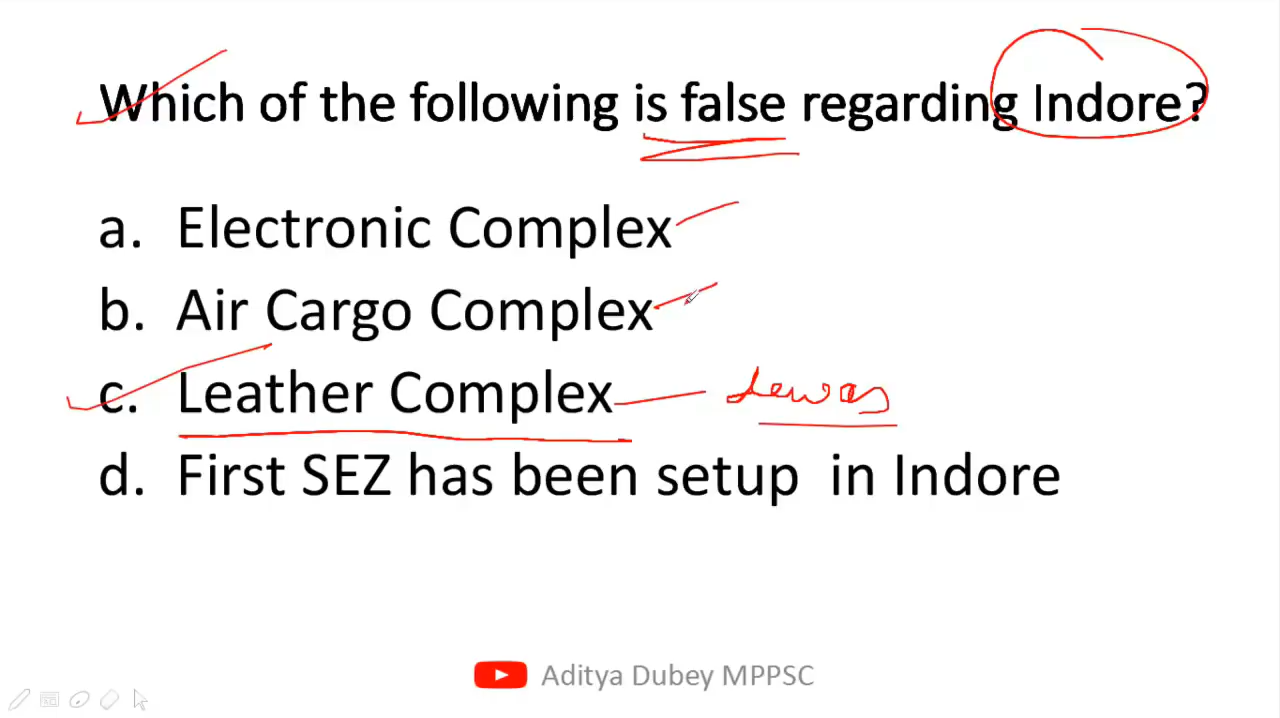 Which of the following is false regarding Indore?
a. Electronic Complex
b. Air Cargo Complex
c. Leather Complex dewas
d. First SEZ has been setup in Indore
Aditya Dubey MPPSC